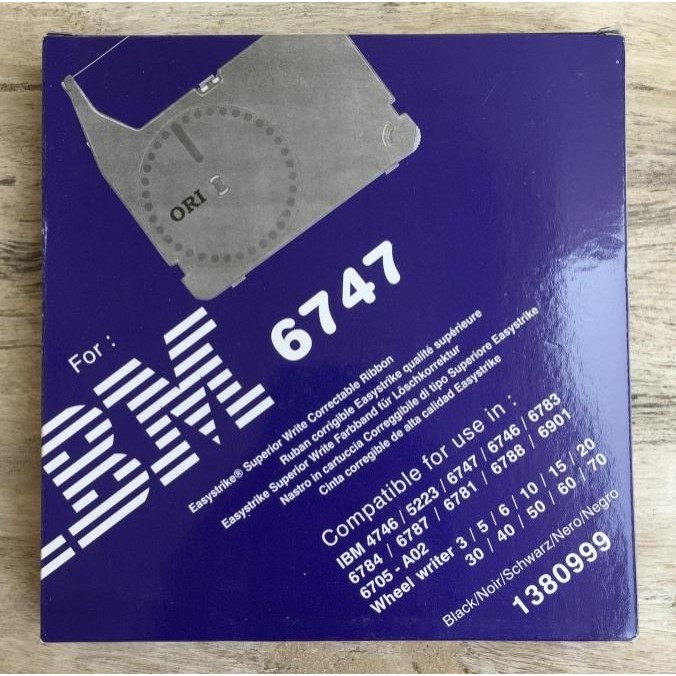 ORI
For :
IBM 6747
Easystrike® Superior Write Correctable Ribbon
Ruban corrigible Easystrike qualité supérieure
Easystrike Superior Write Farbband für Löschkorrektur
Nastro in cartuccia Correggibile di tipo Superiore Easystrike
Cinta corregible de alta calidad Easystrike
Compatible for use in :
IBM 4746 / 5223 / 6747 / 6746 / 6783
6784 / 6787 / 6781 / 6788 / 6901
6705 - A02
Wheel writer 3 / 5 / 6 / 10 / 15 / 20
30 / 40 / 50 / 60 / 70
Black/Noir/Schwarz/Nero/Negro
1380999